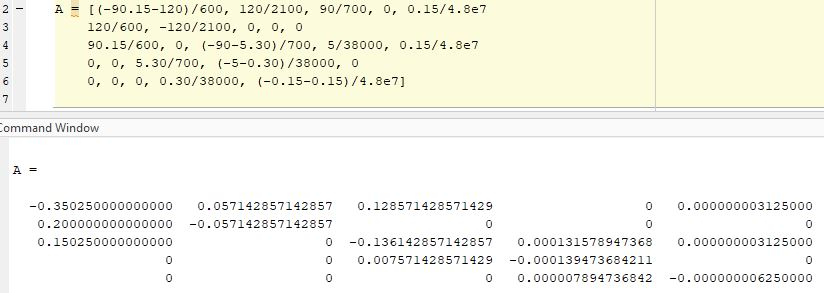 2 - A = [(-90.15-120)/600, 120/2100, 90/700, 0, 0.15/4.8e7
3 120/600, -120/2100, 0, 0, 0
4 90.15/600, 0, (-90-5.30)/700, 5/38000, 0.15/4.8e7
5 0, 0, 5.30/700, (-5-0.30)/38000, 0
6 0, 0, 0, 0.30/38000, (-0.15-0.15)/4.8e7]
7
Command Window
A =
-0.350250000000000 0.057142857142857 0.128571428571429 0 0.000000003125000
0.200000000000000 -0.057142857142857 0 0 0
0.150250000000000 0 -0.136142857142857 0.000131578947368 0.000000003125000
0 0 0.007571428571429 -0.000139473684211 0
0 0 0 0.000007894736842 -0.000000006250000